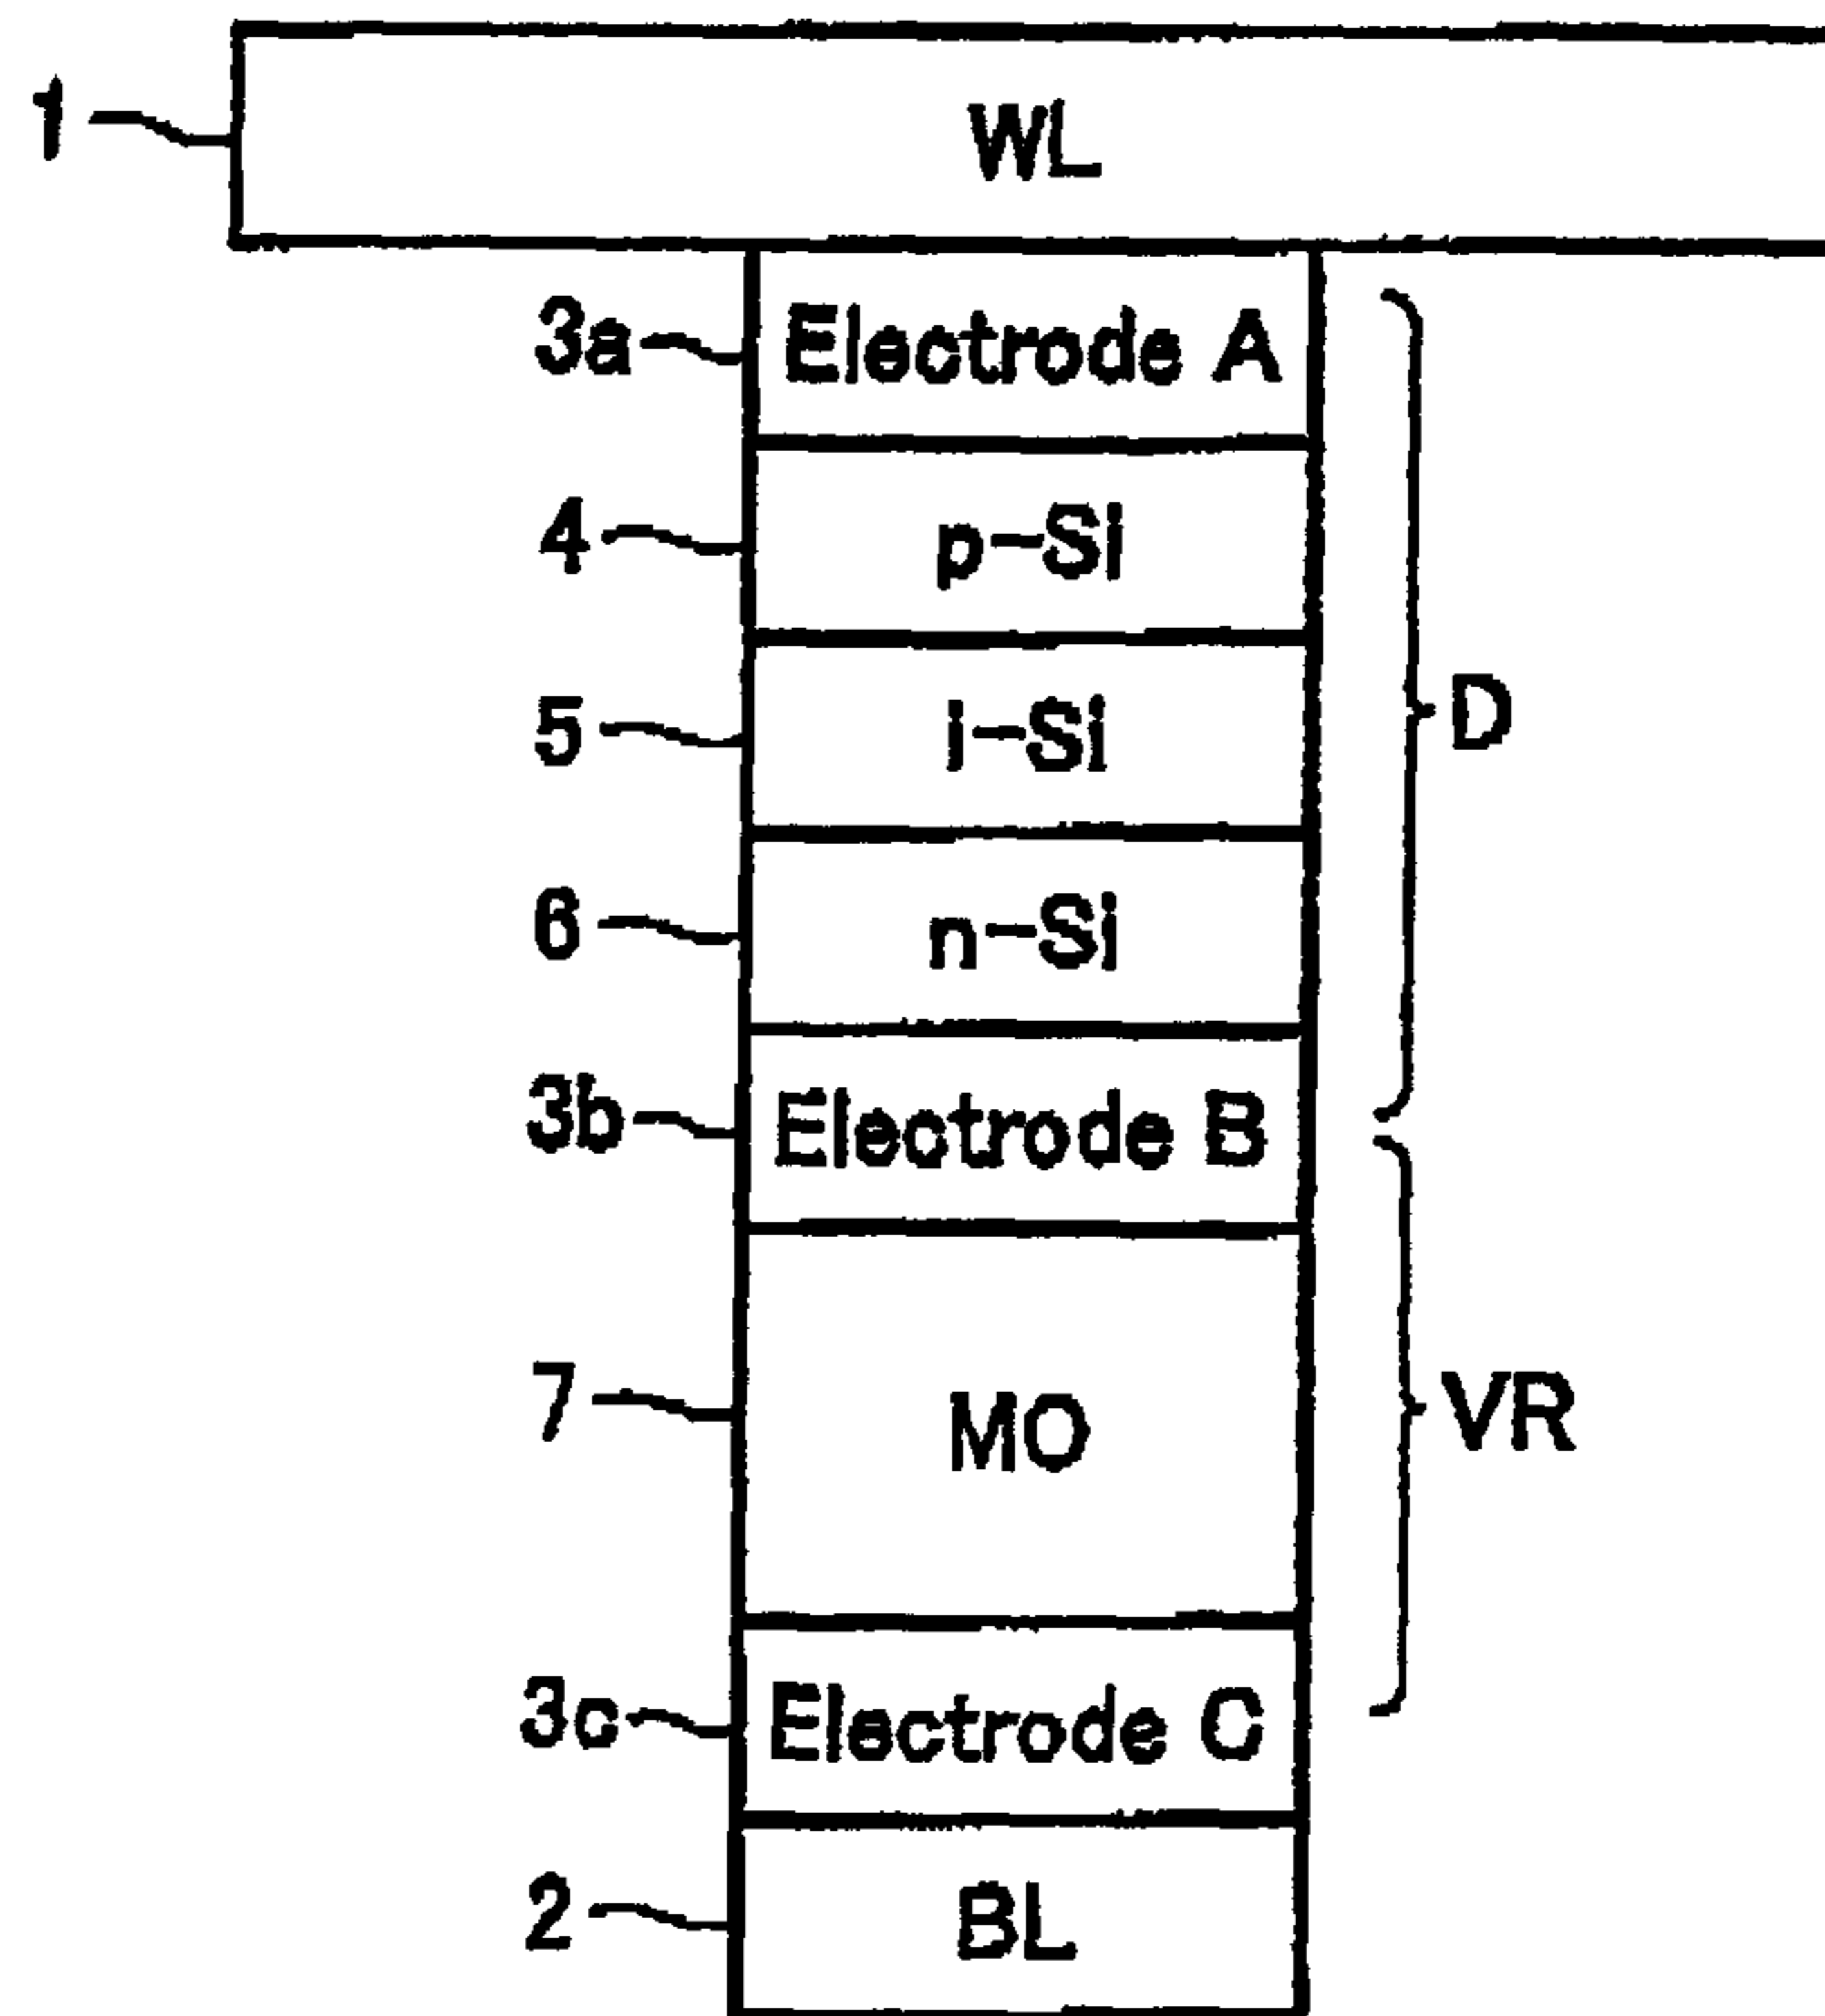 1
WL
3a
Electrode A
4
p-Si
5
i-Si
D
6
n-Si
3b
Electrode B
7
MO
VR
3c
Electrode C
2
BL